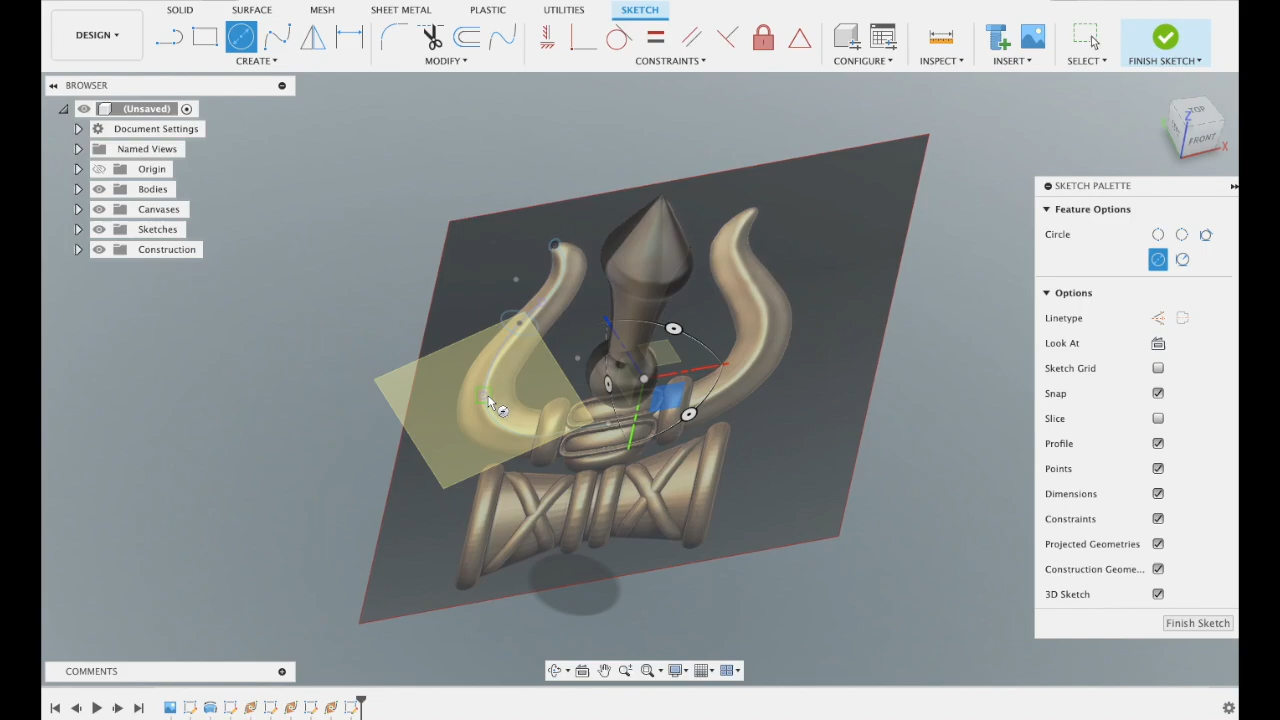 SOLID SURFACE MESH SHEET METAL PLASTIC UTILITIES SKETCH
DESIGN
CREATE MODIFY CONSTRAINTS CONFIGURE INSPECT INSERT SELECT FINISH SKETCH
BROWSER
(Unsaved)
Document Settings
Named Views
Origin
Bodies
Canvases
Sketches
Construction
Z
TOP
FRONT
X
SKETCH PALETTE
Feature Options
Circle
Options
Linetype
Look At
Sketch Grid
Snap
Slice
Profile
Points
Dimensions
Constraints
Projected Geometries
Construction Geome...
3D Sketch
Finish Sketch
COMMENTS